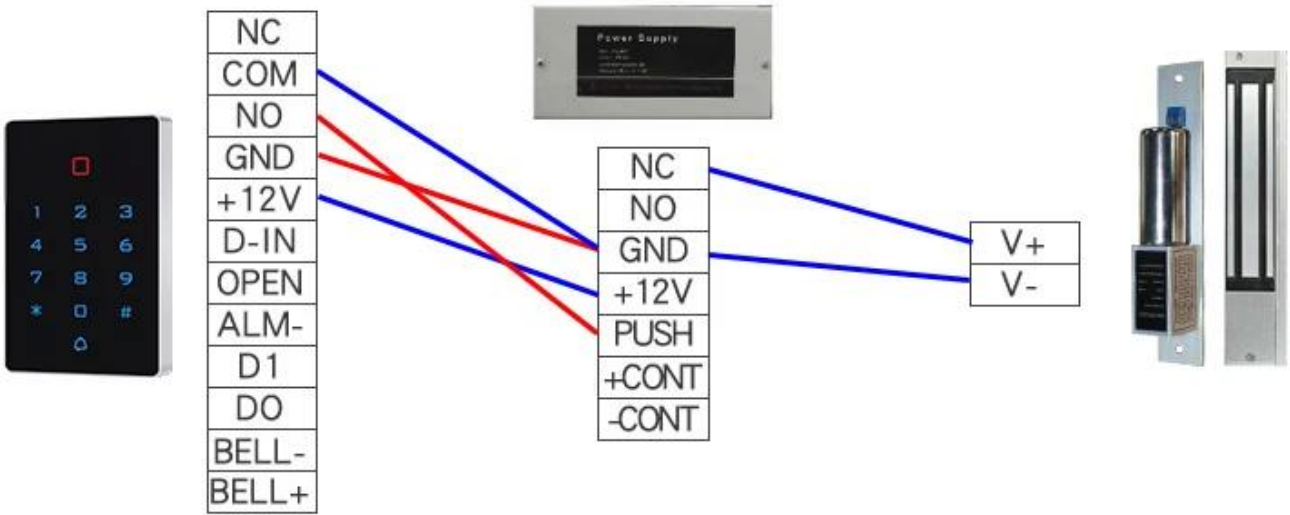 1 2 3
4 5 6
7 8 9
* 0 #
NC
COM
NO
GND
+12V
D-IN
OPEN
ALM-
D1
DO
BELL-
BELL+
Power Supply
NC
NO
GND
+12V
PUSH
+CONT
-CONT
V+
V-